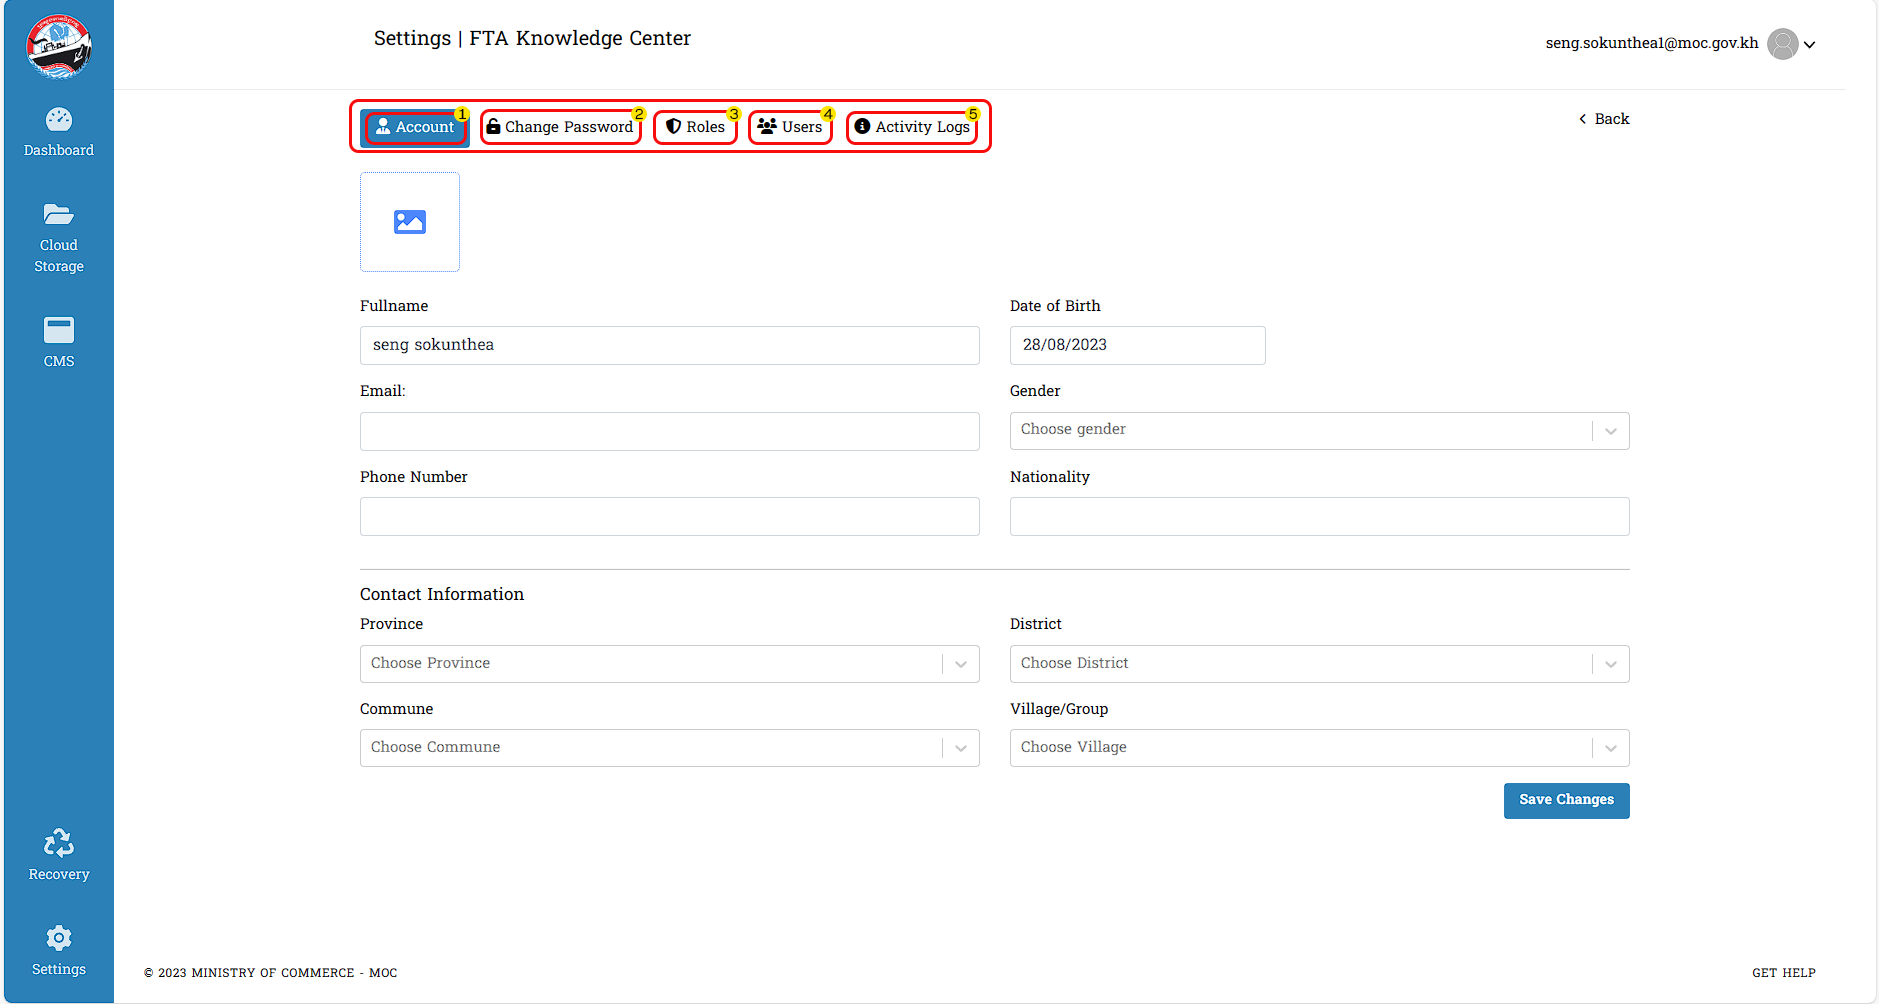 Settings | FTA Knowledge Center
seng.sokunthea1@moc.gov.kh
Dashboard
Cloud
Storage
CMS
Recovery
Settings
1 Account
2 Change Password
3 Roles
4 Users
5 Activity Logs
Back
Fullname
seng sokunthea
Date of Birth
28/08/2023
Email:
Gender
Choose gender
Phone Number
Nationality
Contact Information
Province
Choose Province
District
Choose District
Commune
Choose Commune
Village/Group
Choose Village
Save Changes
© 2023 MINISTRY OF COMMERCE - MOC
GET HELP